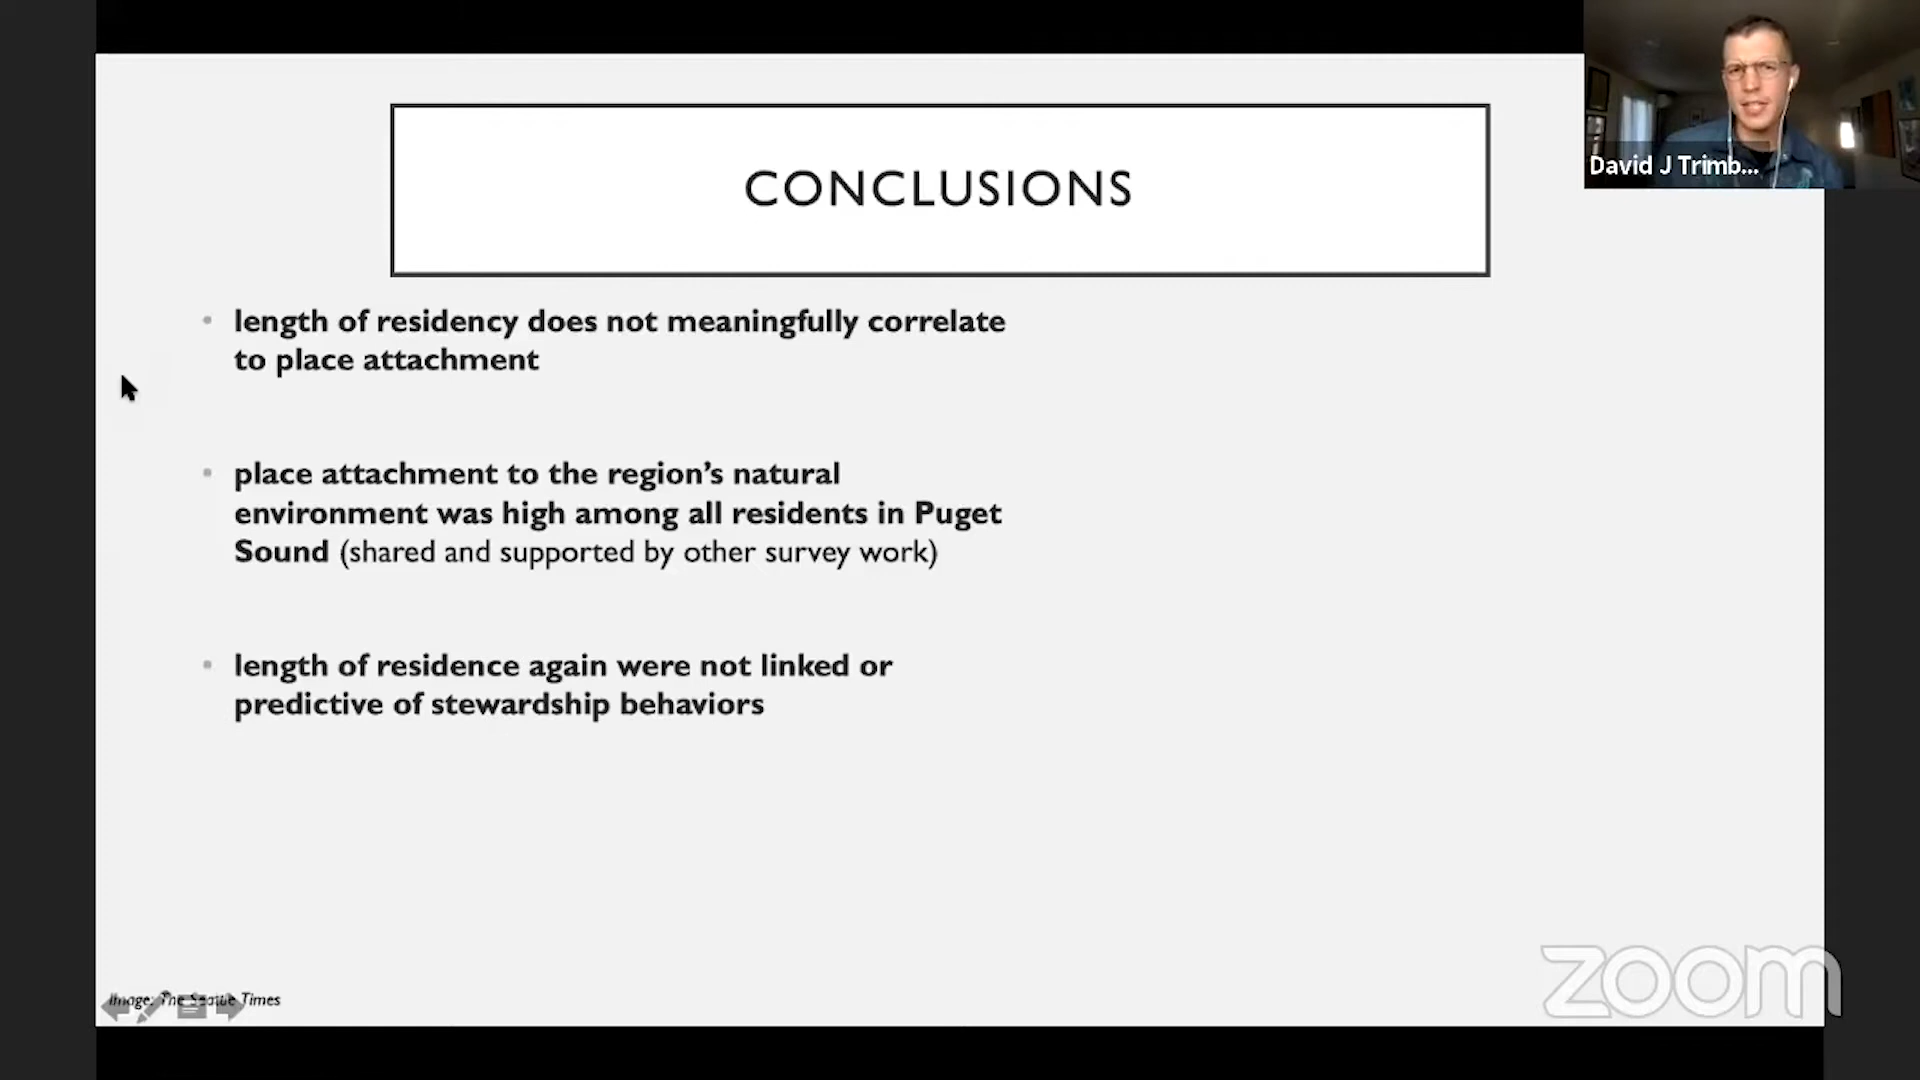 David J Trimb...
CONCLUSIONS
• length of residency does not meaningfully correlate
to place attachment
• place attachment to the region's natural
environment was high among all residents in Puget
Sound (shared and supported by other survey work)
• length of residence again were not linked or
predictive of stewardship behaviors
Image: The Seattle Times
zoom